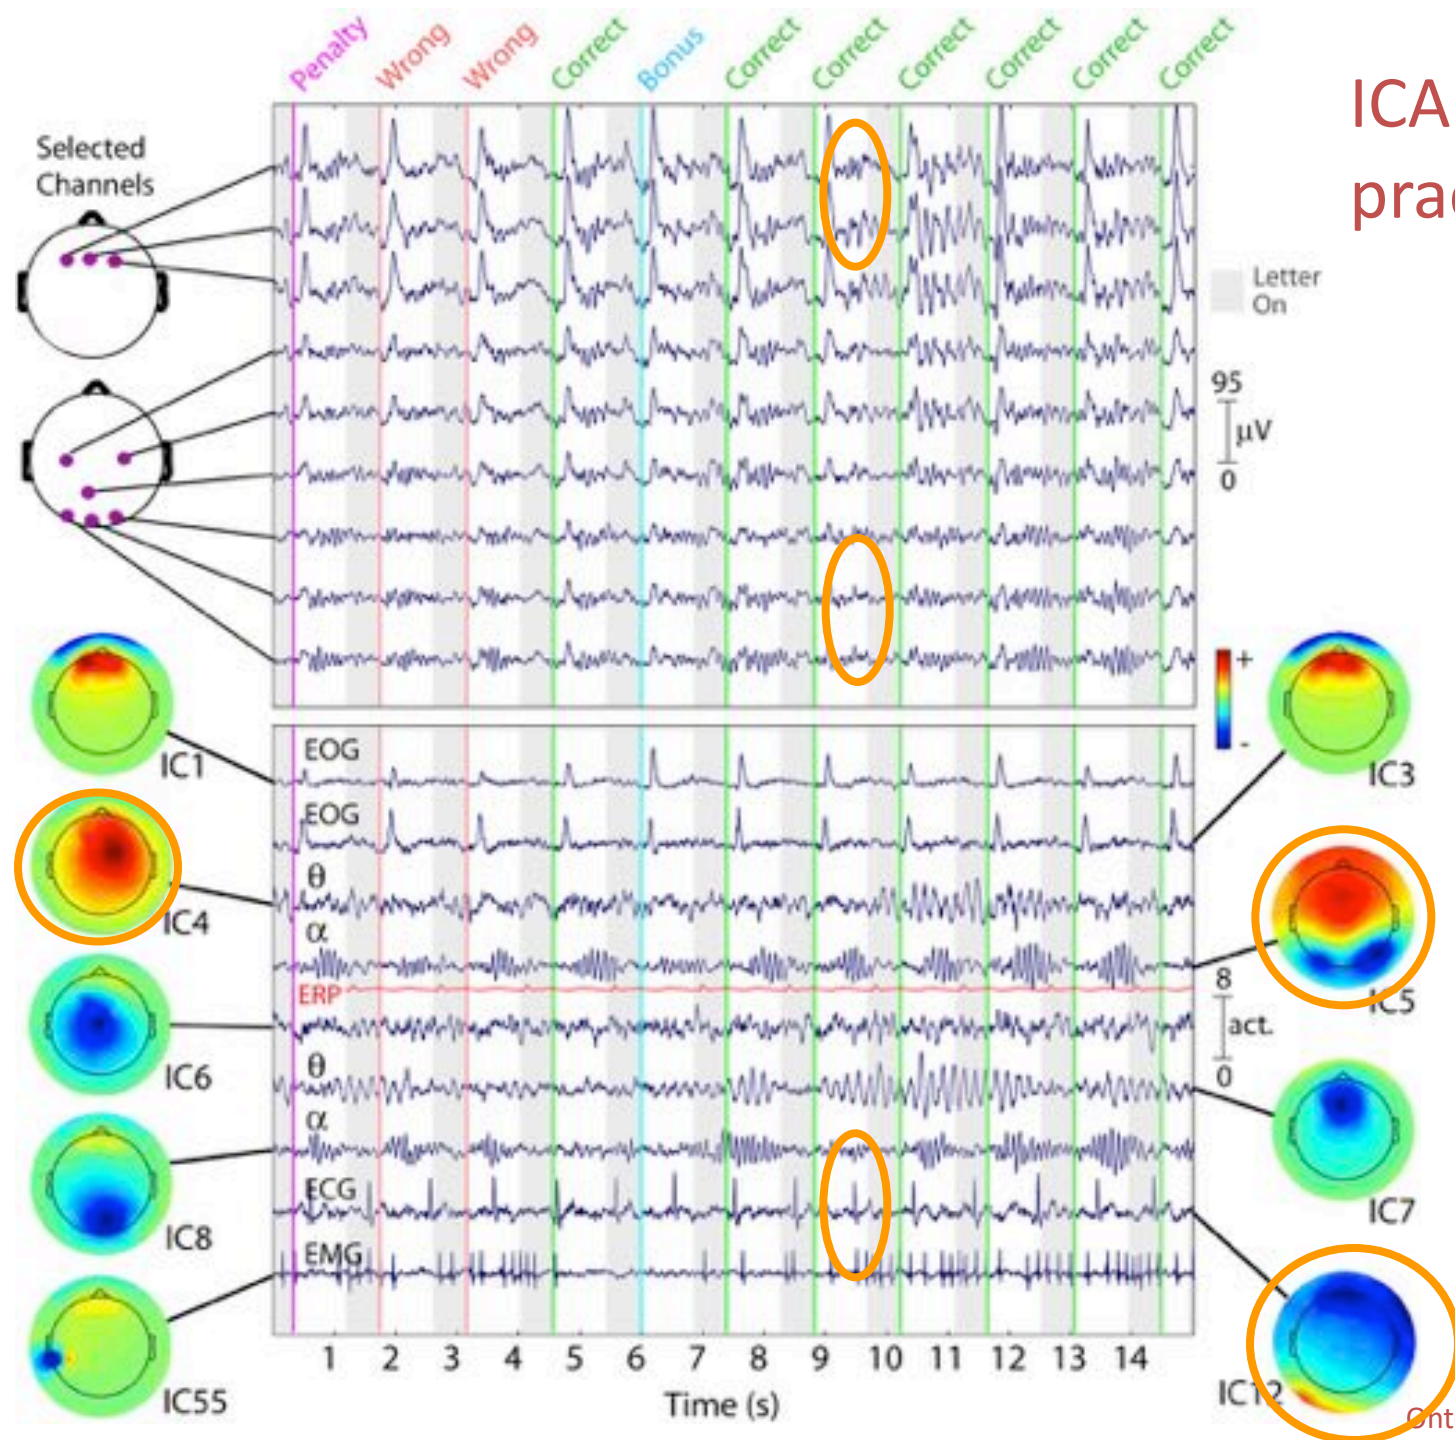 Penalty
Wrong
Wrong
Correct
Bonus
Correct
Correct
Correct
Correct
Correct
Correct
ICA
Selected
Channels
Letter
On
95
μV
0
+
-
EOG
IC1
IC3
EOG
θ
IC4
α
IC5
ERP
8
act.
0
IC6
θ
α
IC7
IC8
ECG
EMG
IC55
IC12
1 2 3 4 5 6 7 8 9 10 11 12 13 14
Time (s)